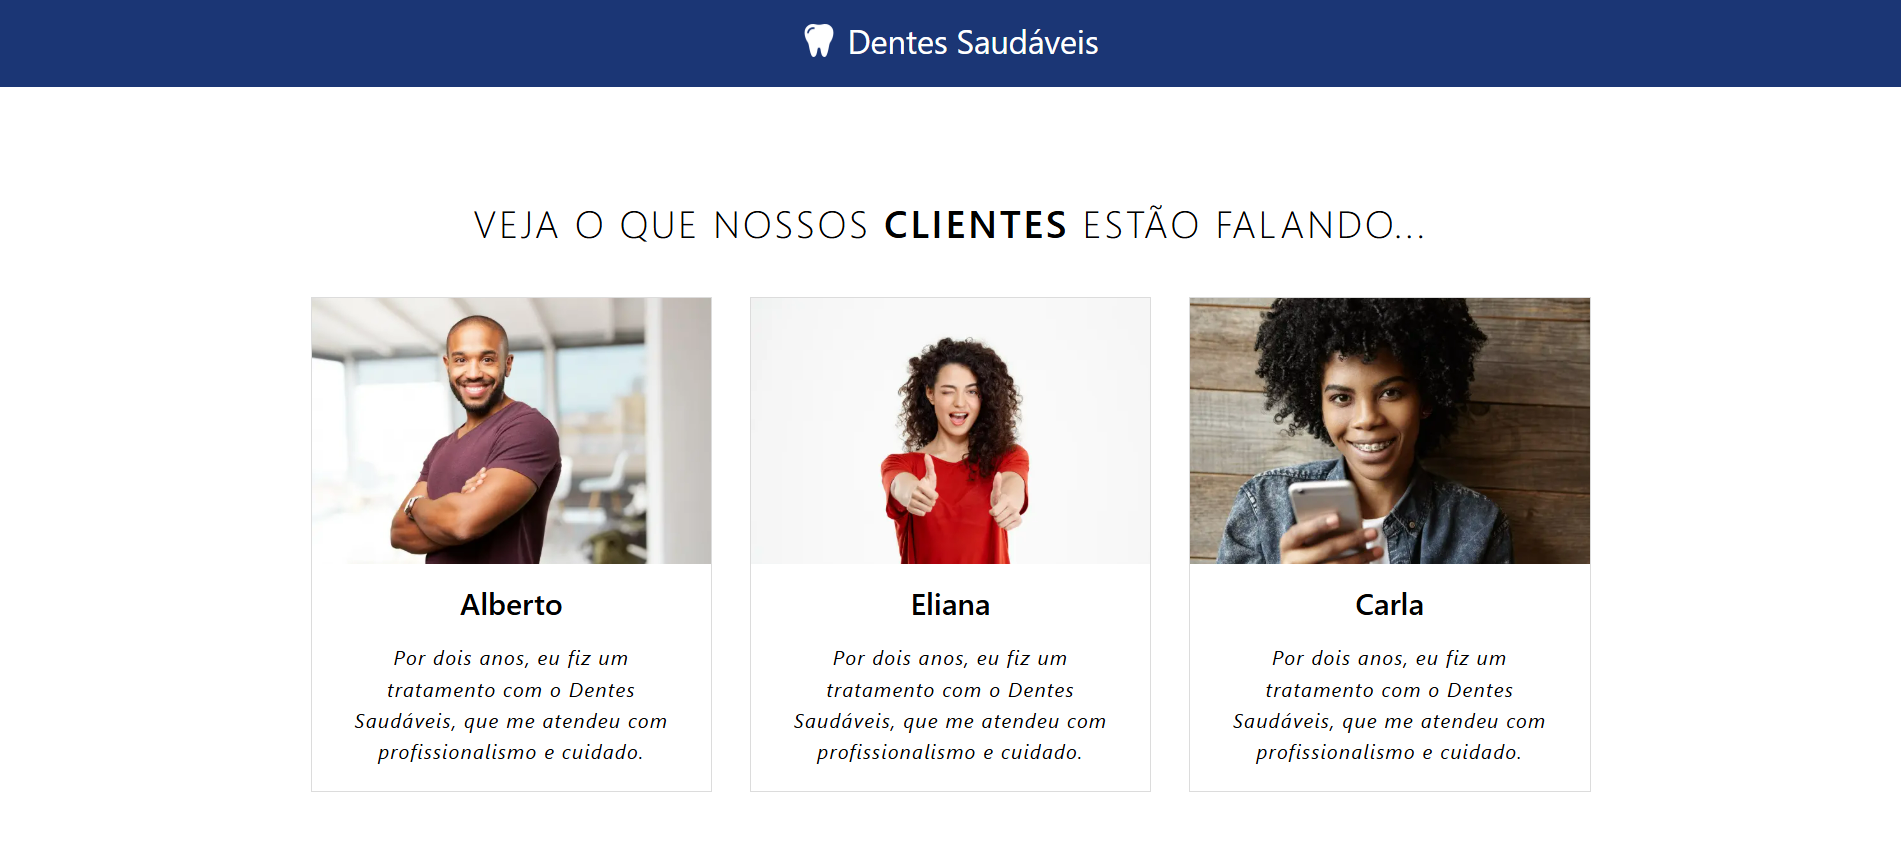 Dentes Saudáveis
VEJA O QUE NOSSOS CLIENTES ESTÃO FALANDO...
Alberto
Por dois anos, eu fiz um
tratamento com o Dentes
Saudáveis, que me atendeu com
profissionalismo e cuidado.
Eliana
Por dois anos, eu fiz um
tratamento com o Dentes
Saudáveis, que me atendeu com
profissionalismo e cuidado.
Carla
Por dois anos, eu fiz um
tratamento com o Dentes
Saudáveis, que me atendeu com
profissionalismo e cuidado.